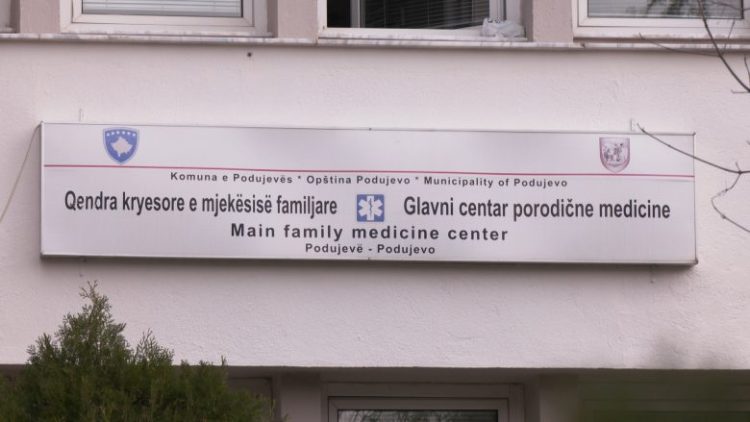 Komuna e Podujevës * Opština Podujevo * Municipality of Podujevo
Qendra kryesore e mjekësisë familjare Glavni centar porodične medicine
Main family medicine center
Podujevë - Podujevo